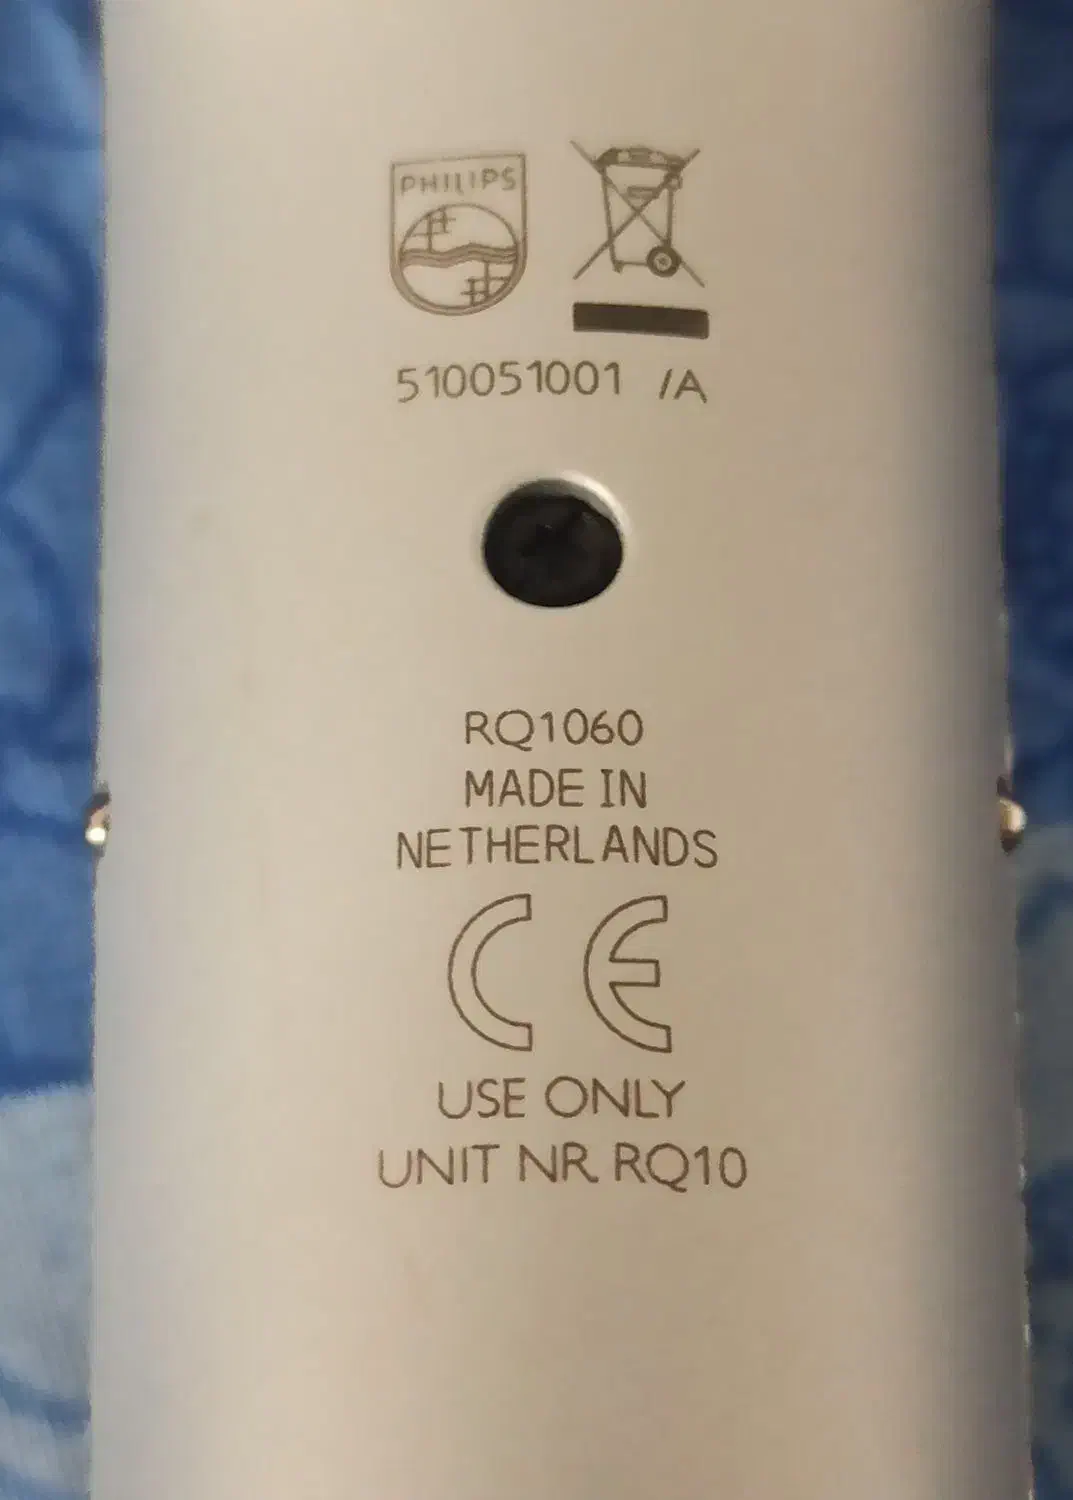 PHILIPS
510051001 /A
RQ1060
MADE IN
NETHERLANDS
CE
USE ONLY
UNIT NR RQ10